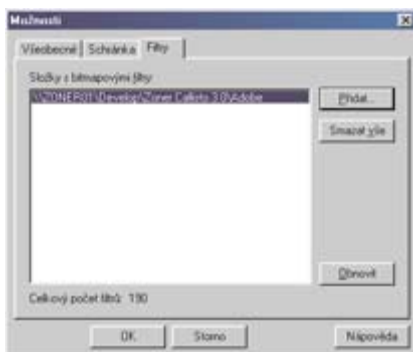 Možnosti
Všeobecné Schránka Filtry
Složky s bitmapovými filtry
\\ZONER01\Develop\Zoner Callisto 3.0\Adobe
Přidat...
Smazat vše
Obnovit
Celkový počet filtrů: 190
OK Storno Nápověda